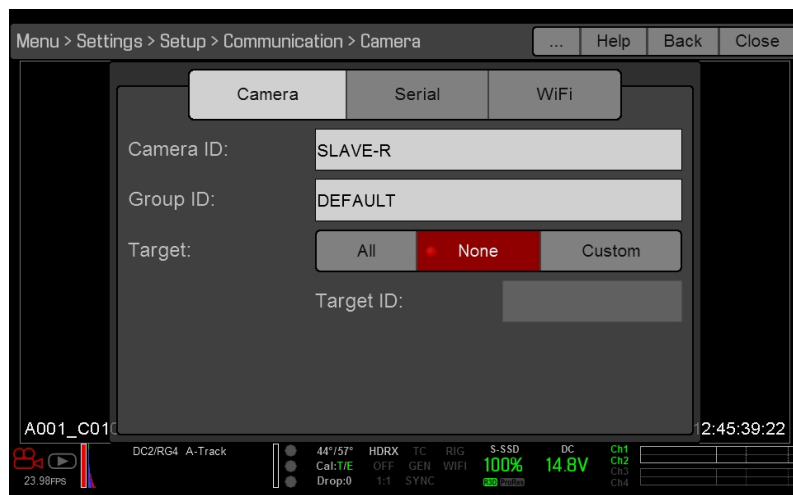 Menu > Settings > Setup > Communication > Camera
... Help Back Close
Camera Serial WiFi
Camera ID: SLAVE-R
Group ID: DEFAULT
Target: All None Custom
Target ID:
A001_C01 12:45:39:22
DC2/RG4 A-Track 44°/57° HDRX TC RIG S-SSD DC Ch1
Cal:T/E OFF GEN WIFI 100% 14.8V Ch2
Ch3
23.98FPS Drop:0 1:1 SYNC R3D ProRes Ch4